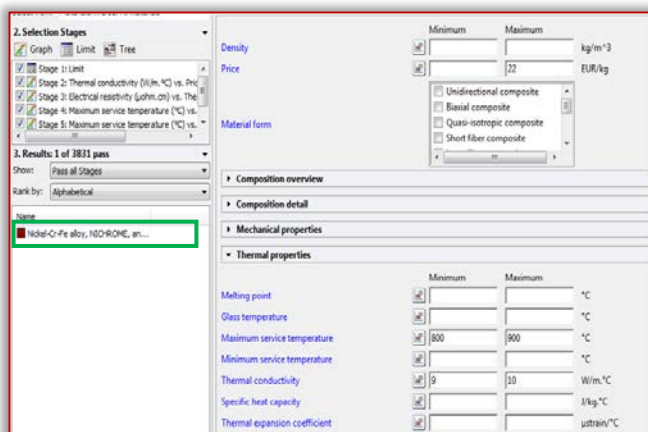 2. Selection Stages
Graph Limit Tree
Stage 1: Limit
Stage 2: Thermal conductivity (W/m.°C) vs. Pric
Stage 3: Electrical resistivity (µohm.cm) vs. The
Stage 4: Maximum service temperature (°C) vs.
Stage 5: Maximum service temperature (°C) vs.
3. Results: 1 of 3831 pass
Show: Pass all Stages
Rank by: Alphabetical
Name
Nickel-Cr-Fe alloy, NICHROME, an...
Minimum Maximum
Density kg/m^3
Price 22 EUR/kg
Material form
Unidirectional composite
Biaxial composite
Quasi-isotropic composite
Short fiber composite
Composition overview
Composition detail
Mechanical properties
Thermal properties
Minimum Maximum
Melting point °C
Glass temperature °C
Maximum service temperature 800 900 °C
Minimum service temperature °C
Thermal conductivity 9 10 W/m.°C
Specific heat capacity J/kg.°C
Thermal expansion coefficient µstrain/°C